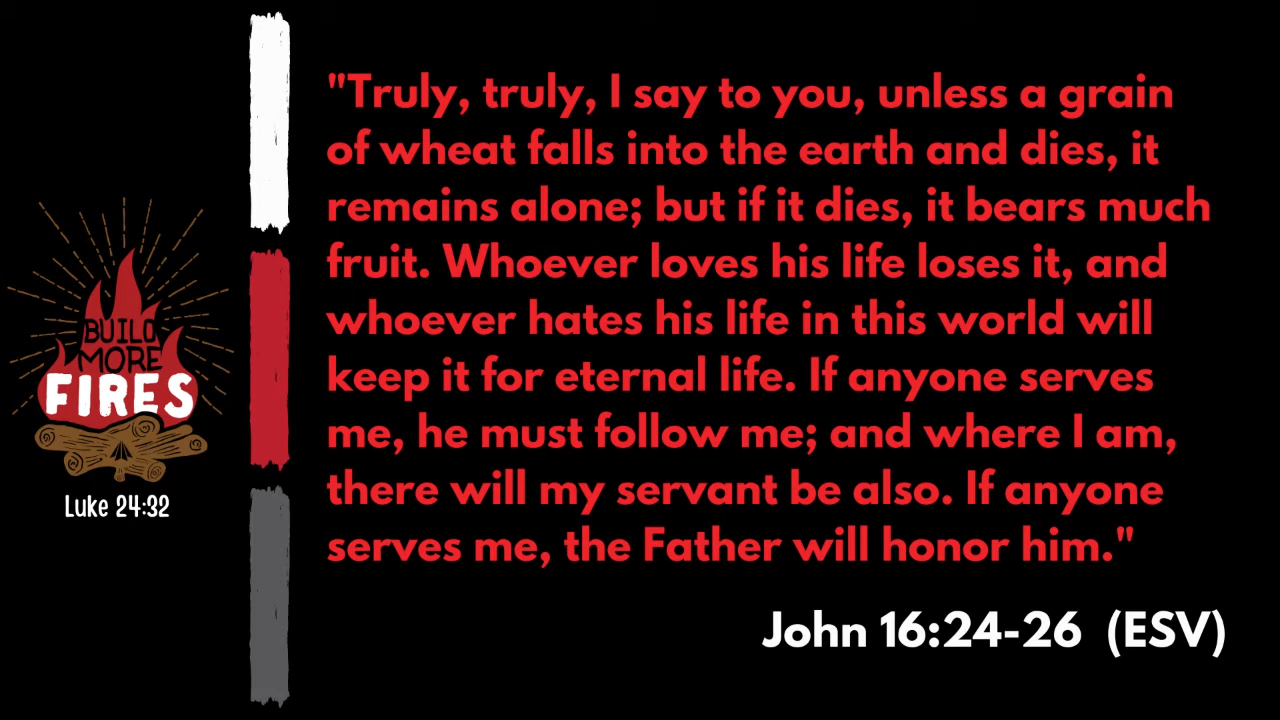 BUILD
MORE
FIRES
Luke 24:32
"Truly, truly, I say to you, unless a grain
of wheat falls into the earth and dies, it
remains alone; but if it dies, it bears much
fruit. Whoever loves his life loses it, and
whoever hates his life in this world will
keep it for eternal life. If anyone serves
me, he must follow me; and where I am,
there will my servant be also. If anyone
serves me, the Father will honor him."
John 16:24-26 (ESV)